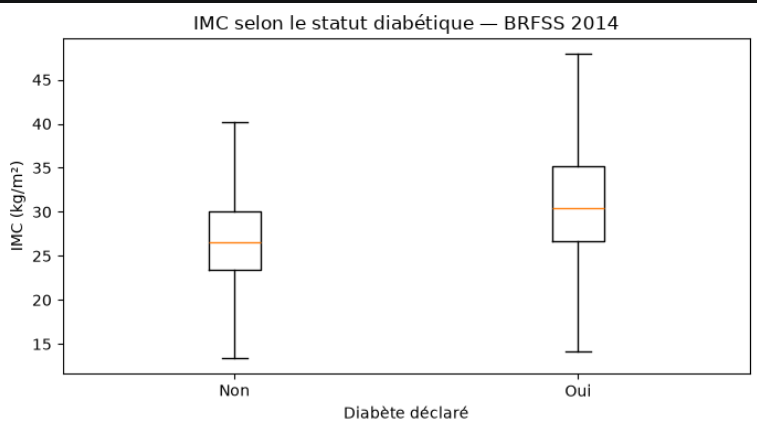 IMC selon le statut diabétique — BRFSS 2014
IMC (kg/m²)
45
40
35
30
25
20
15
Non
Oui
Diabète déclaré